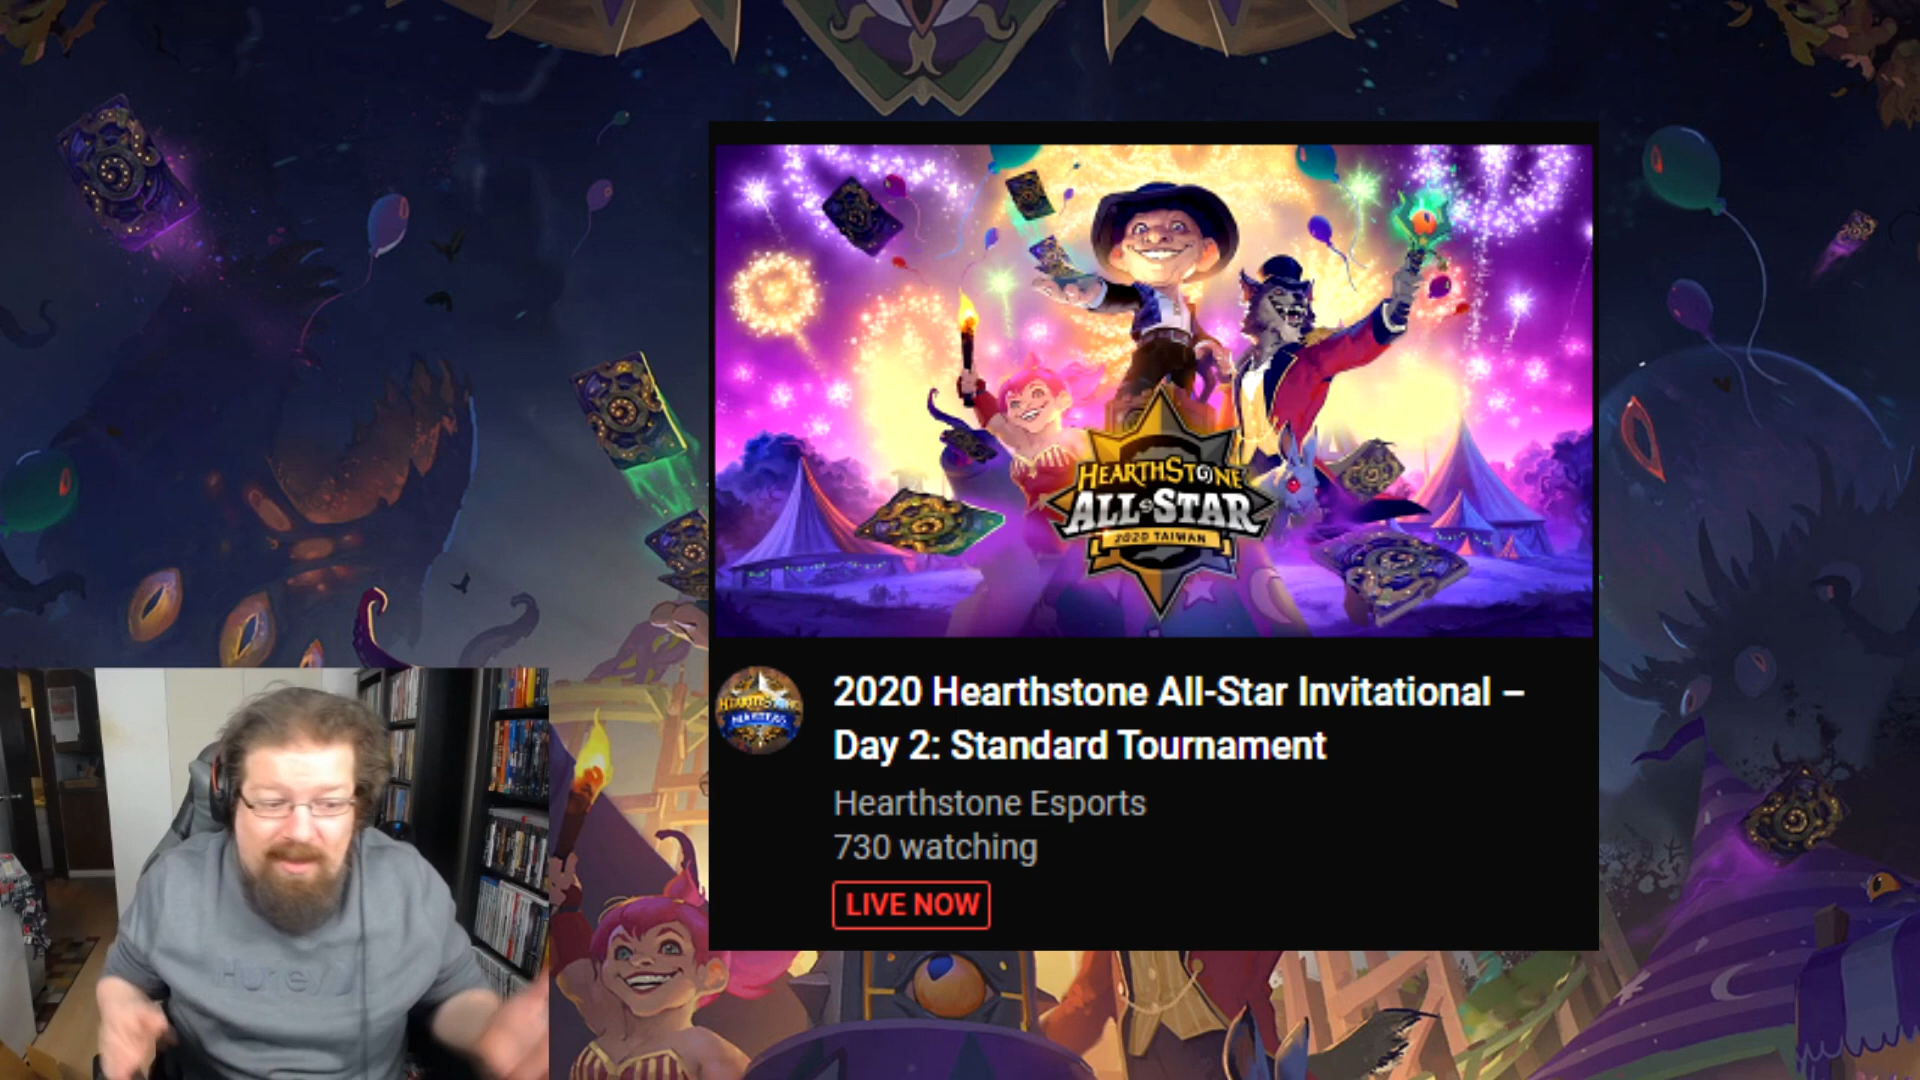 HEARTHSTONE
ALL-STAR
2020 TAIWAN
2020 Hearthstone All-Star Invitational –
Day 2: Standard Tournament
Hearthstone Esports
730 watching
LIVE NOW
Hurley